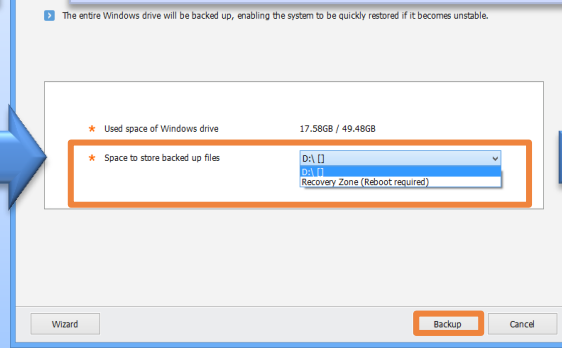 The entire Windows drive will be backed up, enabling the system to be quickly restored if it becomes unstable.
* Used space of Windows drive 17.58GB / 49.48GB
* Space to store backed up files D:\ []
D:\ []
Recovery Zone (Reboot required)
Wizard Backup Cancel